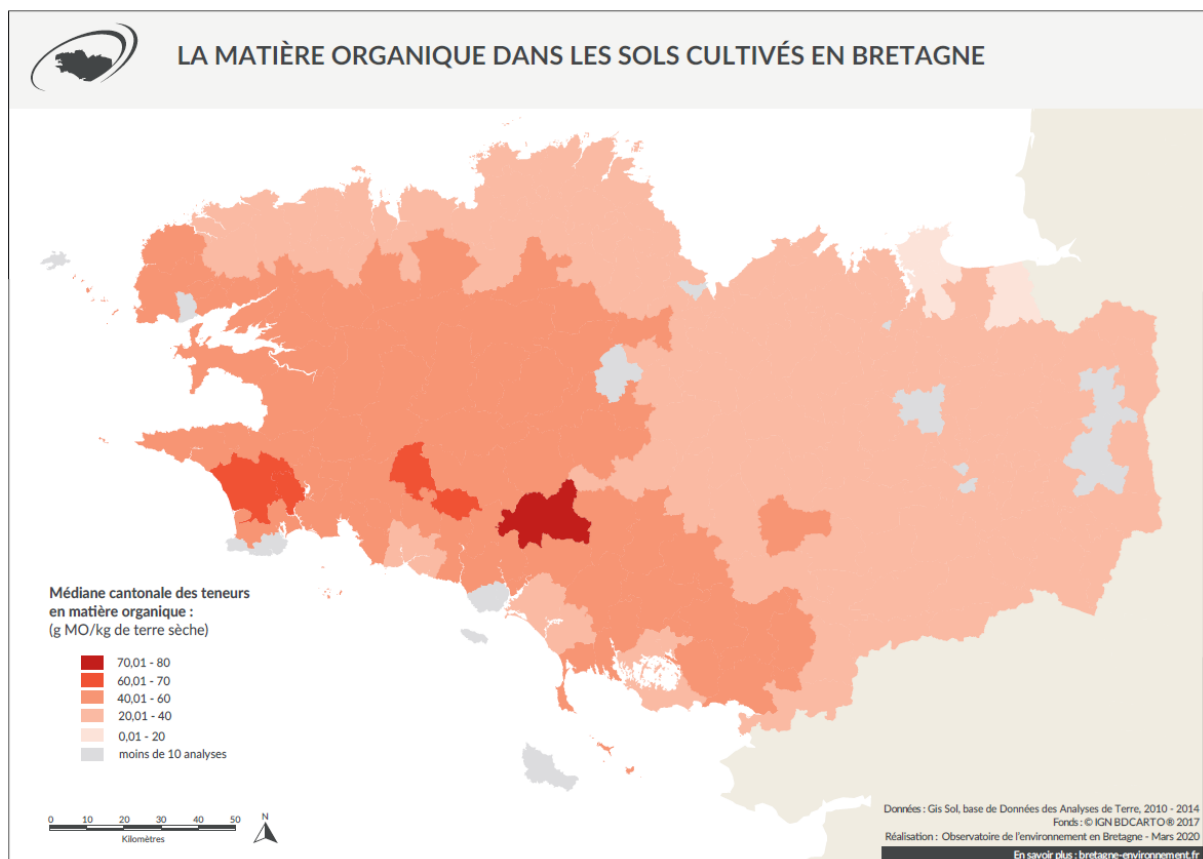 LA MATIÈRE ORGANIQUE DANS LES SOLS CULTIVÉS EN BRETAGNE
Médiane cantonale des teneurs
en matière organique :
(g MO/kg de terre sèche)
70,01 - 80
60,01 - 70
40,01 - 60
20,01 - 40
0,01 - 20
moins de 10 analyses
0 10 20 30 40 50
Kilomètres
N
Données : Gis Sol, base de Données des Analyses de Terre, 2010 - 2014
Fonds : © IGN BDCARTO ® 2017
Réalisation : Observatoire de l'environnement en Bretagne - Mars 2020
En savoir plus : bretagne-environnement.fr